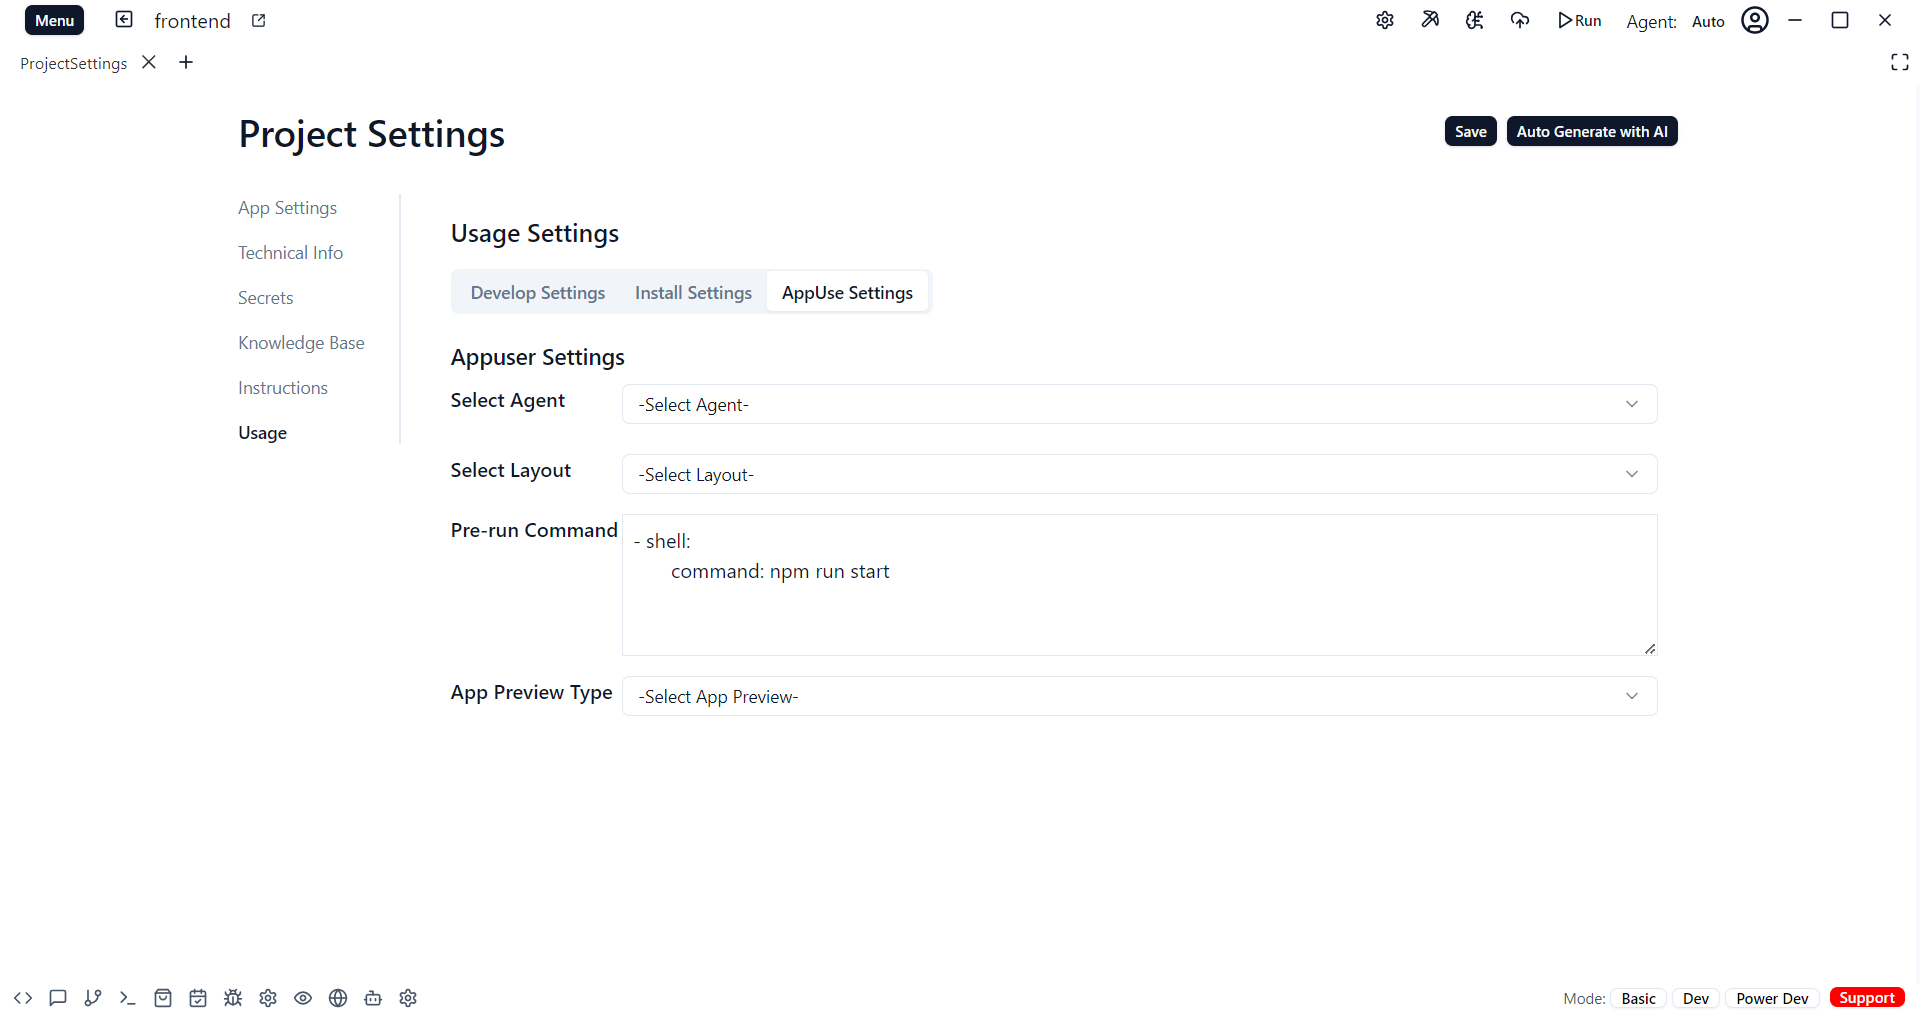 Menu
frontend
Run
Agent: Auto
ProjectSettings
Project Settings
Save
Auto Generate with AI
App Settings
Technical Info
Secrets
Knowledge Base
Instructions
Usage
Usage Settings
Develop Settings
Install Settings
AppUse Settings
Appuser Settings
Select Agent
-Select Agent-
Select Layout
-Select Layout-
Pre-run Command
- shell:
command: npm run start
App Preview Type
-Select App Preview-
Mode: Basic Dev Power Dev Support